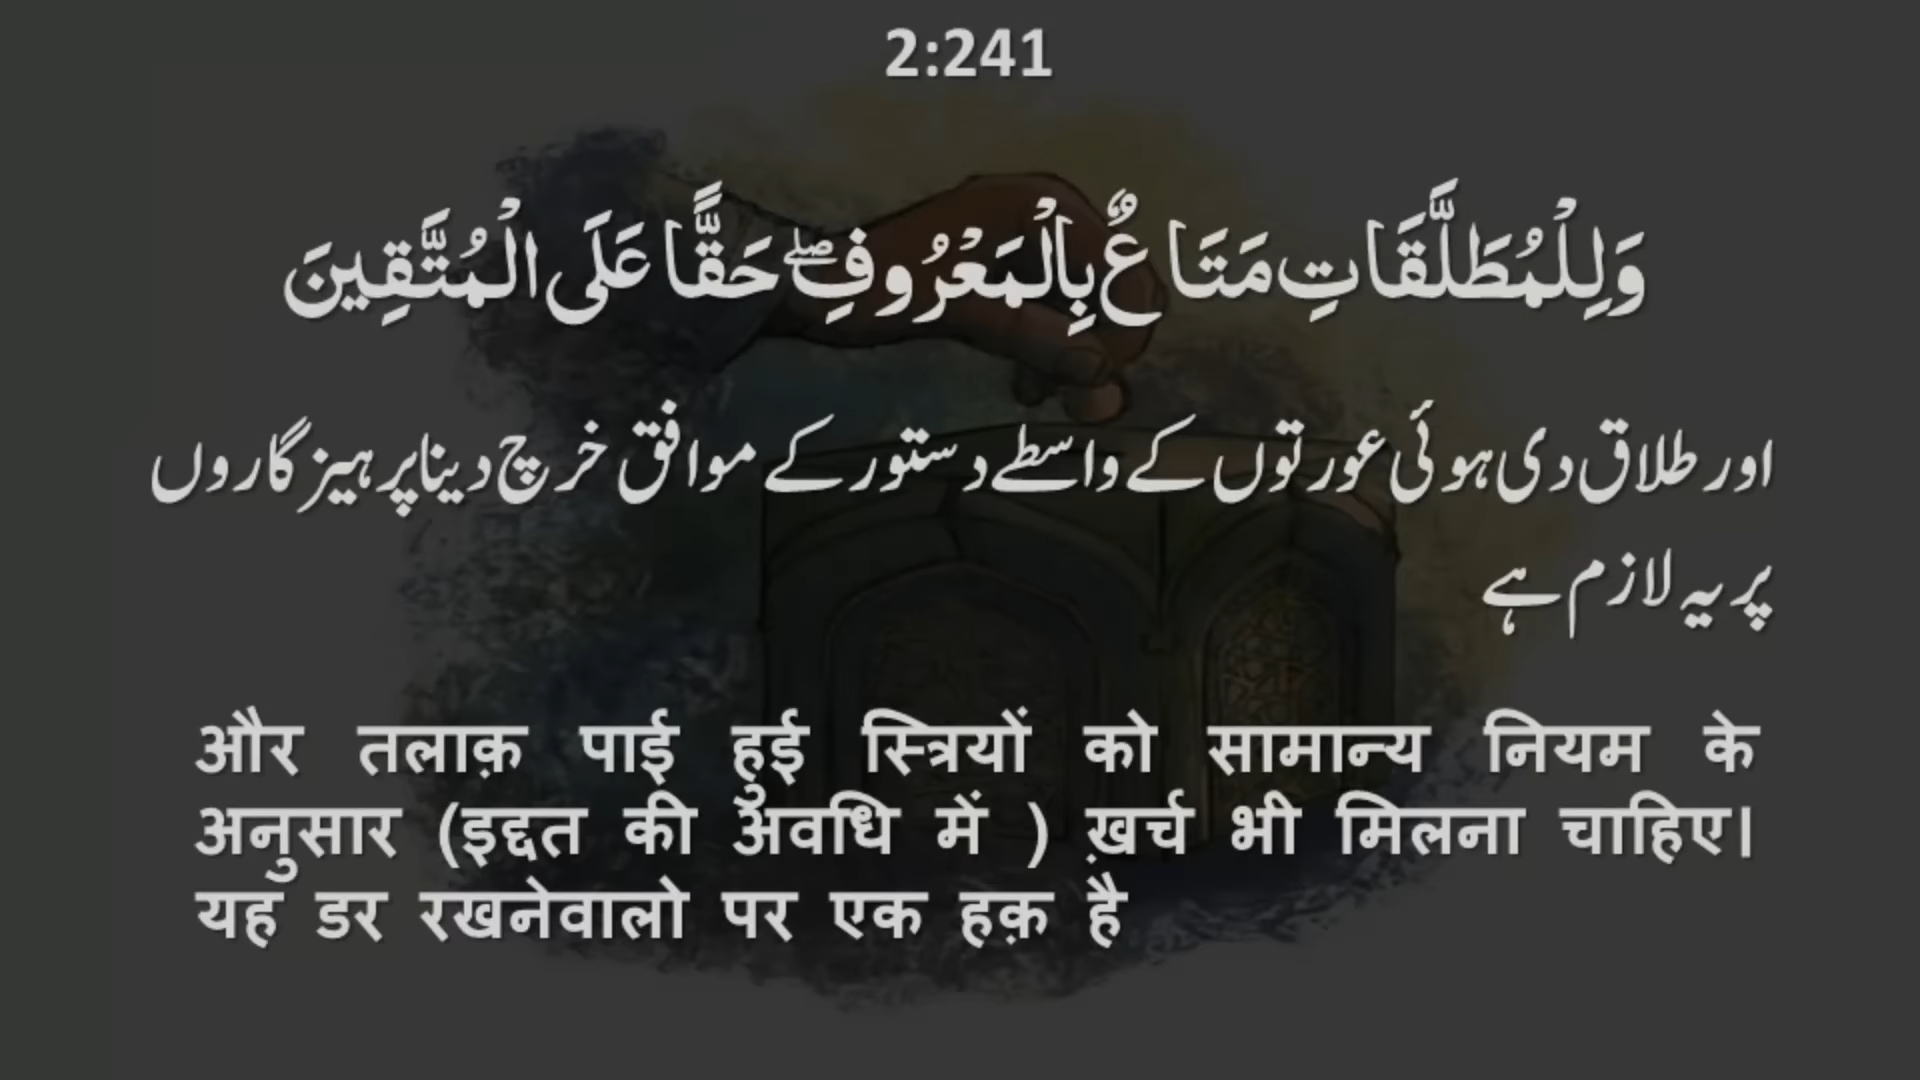 2:241
وَلِلْمُطَلَّقَاتِ مَتَاعٌ بِالْمَعْرُوفِ ۖ حَقًّا عَلَى الْمُتَّقِينَ
اور طلاق دی ہوئی عورتوں کے واسطے دستور کے موافق خرچ دینا پرہیزگاروں
پر یہ لازم ہے
और तलाक़ पाई हुई स्त्रियों को सामान्य नियम के
अनुसार (इद्दत की अवधि में ) ख़र्च भी मिलना चाहिए।
यह डर रखनेवालो पर एक हक़ है